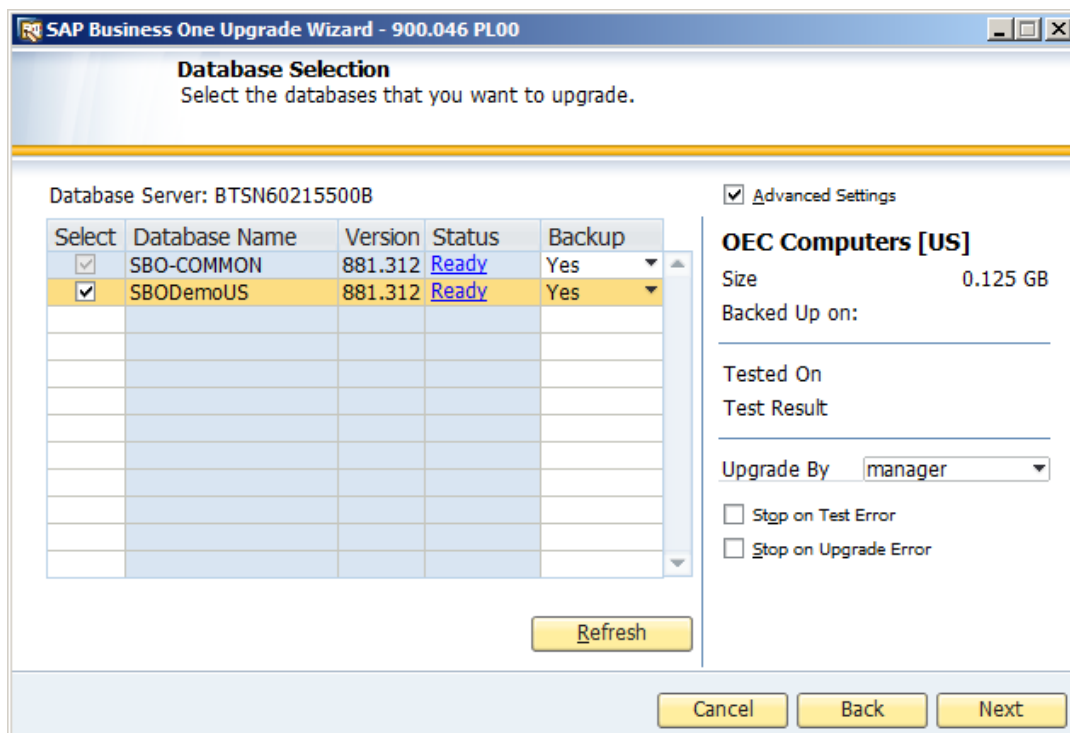 SAP Business One Upgrade Wizard - 900.046 PL00
Database Selection
Select the databases that you want to upgrade.
Database Server: BTSN60215500B
Select Database Name Version Status Backup
SBO-COMMON 881.312 Ready Yes
SBODemoUS 881.312 Ready Yes
Refresh
Advanced Settings
OEC Computers [US]
Size 0.125 GB
Backed Up on:
Tested On
Test Result
Upgrade By manager
Stop on Test Error
Stop on Upgrade Error
Cancel Back Next